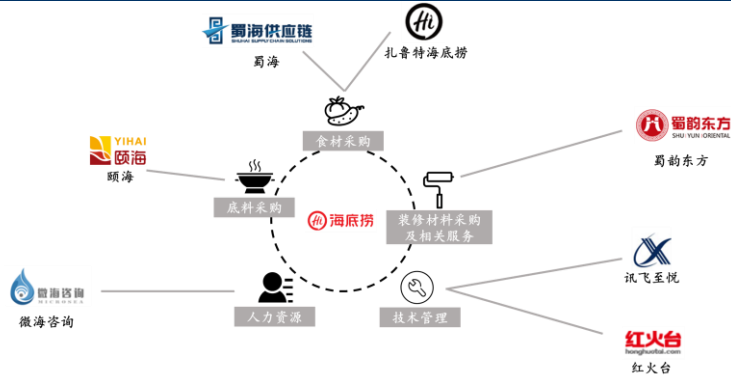 蜀海供应链
SHUHAI SUPPLY CHAIN SOLUTIONS
蜀海
Hi
扎鲁特海底捞
食材采购
YIHAI
颐海
颐海
底料采购
Hi 海底捞
装修材料采购
及相关服务
蜀韵东方
SHU YUN ORIENTAL
蜀韵东方
微海咨询
MICROHEA
微海咨询
人力资源
技术管理
讯飞至悦
红火台
honghuotai.com
红火台